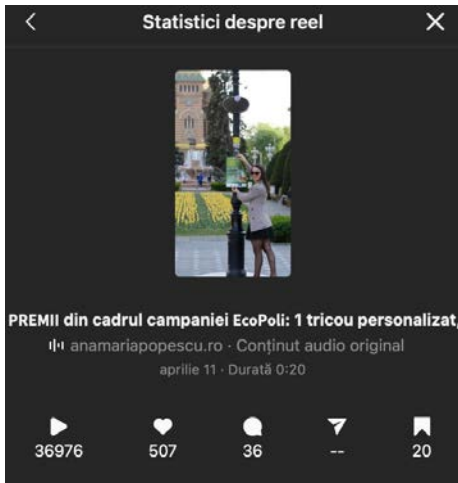 Statistici despre reel
PREMII din cadrul campaniei EcoPoli: 1 tricou personalizat,
anamariapopescu.ro · Conținut audio original
aprilie 11 · Durată 0:20
36976 507 36 -- 20